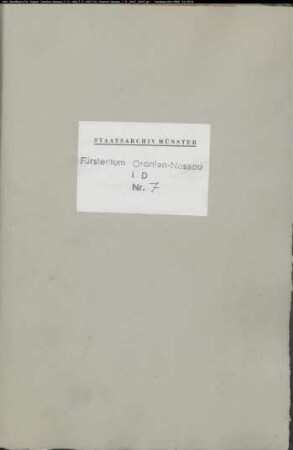 STAATSARCHIV MÜNSTER
Fürstentum Oranien-Nassau
I D
Nr. 7